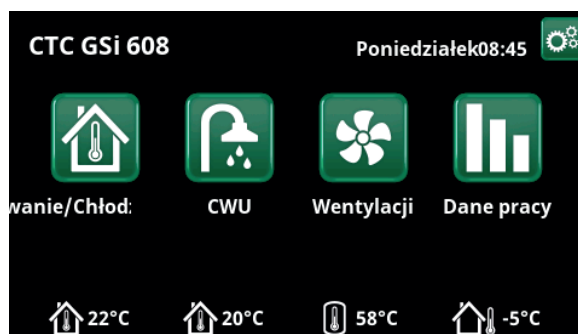 CTC GSi 608
Poniedziałek08:45
wanie/Chłod:
CWU
Wentylacji
Dane pracy
22°C
20°C
58°C
-5°C